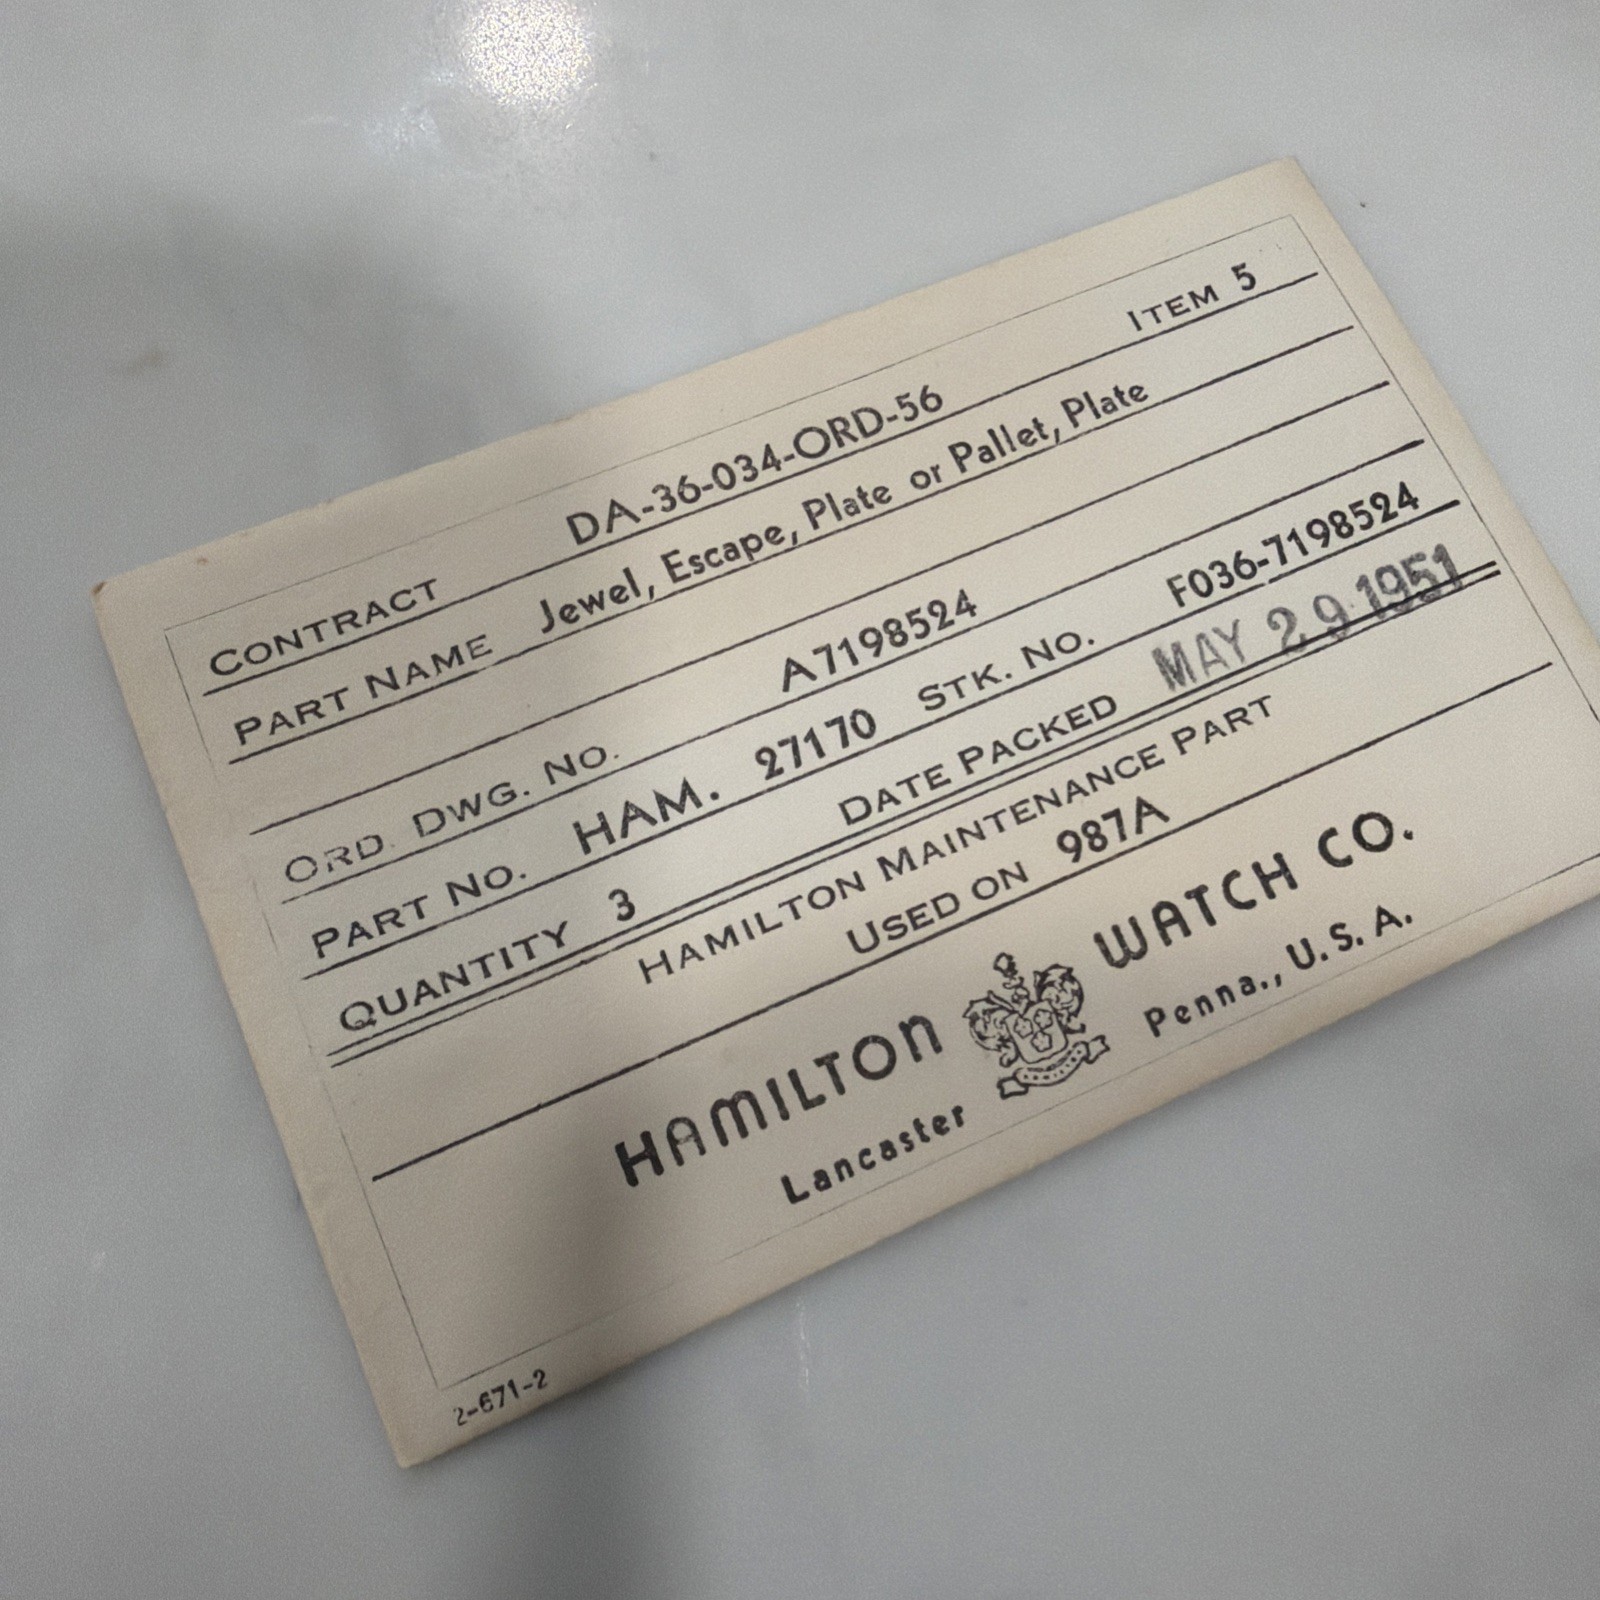 CONTRACT DA-36-034-ORD-56 ITEM 5
PART NAME Jewel, Escape, Plate or Pallet, Plate
ORD. DWG. NO. A7198524
PART NO. HAM. 27170 STK. NO. F036-7198524
QUANTITY 3 DATE PACKED MAY 29 1951
HAMILTON MAINTENANCE PART
USED ON 987A
HAMILTON WATCH CO.
Lancaster Penna., U. S. A.
2-671-2